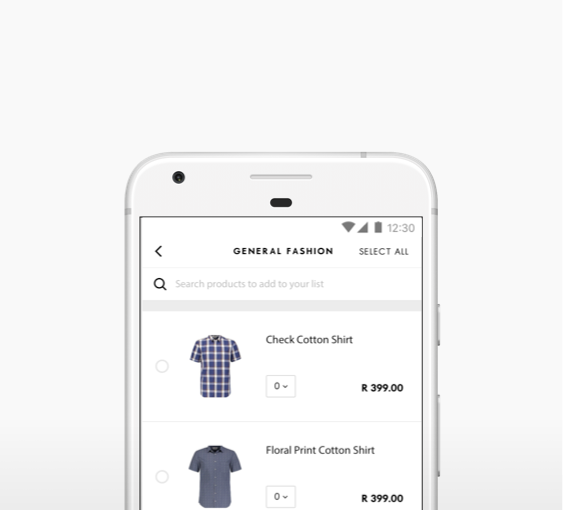 12:30
GENERAL FASHION SELECT ALL
Search products to add to your list
Check Cotton Shirt
0
R 399.00
Floral Print Cotton Shirt
0
R 399.00